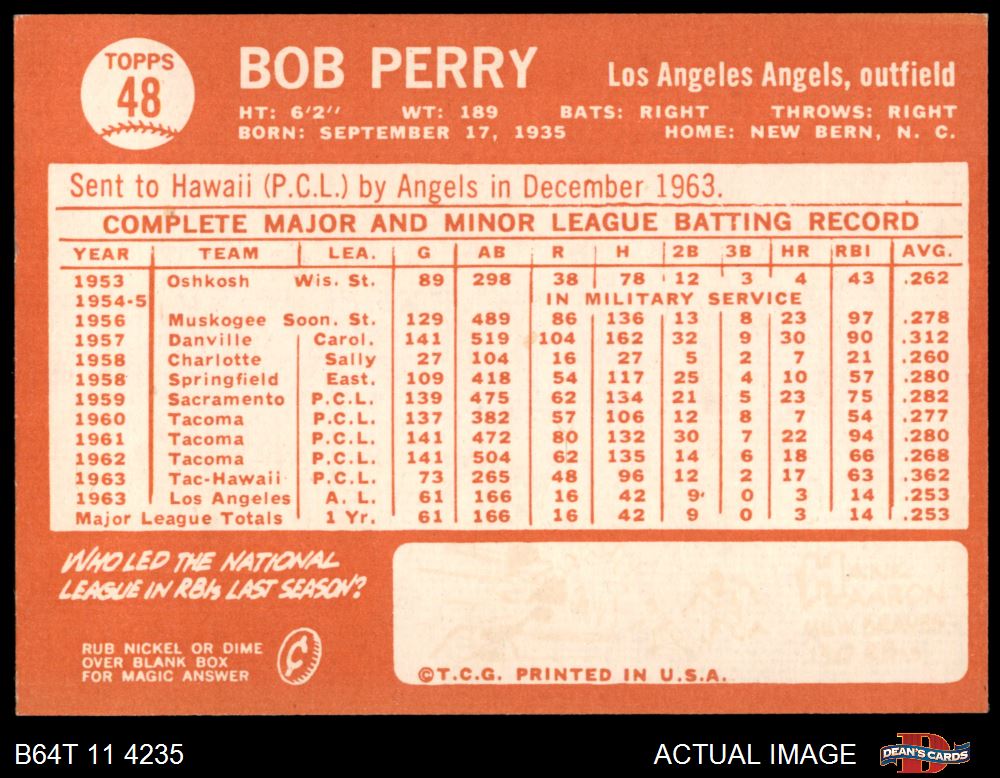 TOPPS
48
BOB PERRY
Los Angeles Angels, outfield
HT: 6'2'' WT: 189 BATS: RIGHT THROWS: RIGHT
BORN: SEPTEMBER 17, 1935 HOME: NEW BERN, N. C.
Sent to Hawaii (P.C.L.) by Angels in December 1963.
COMPLETE MAJOR AND MINOR LEAGUE BATTING RECORD
YEAR TEAM LEA. G AB R H 2B 3B HR RBI AVG.
1953 Oshkosh Wis. St. 89 298 38 78 12 3 4 43 .262
1954-5 IN MILITARY SERVICE
1956 Muskogee Soon. St. 129 489 86 136 13 8 23 97 .278
1957 Danville Carol. 141 519 104 162 32 9 30 90 .312
1958 Charlotte Sally 27 104 16 27 5 2 7 21 .260
1958 Springfield East. 109 418 54 117 25 4 10 57 .280
1959 Sacramento P.C.L. 139 475 62 134 21 5 23 75 .282
1960 Tacoma P.C.L. 137 382 57 106 12 8 7 54 .277
1961 Tacoma P.C.L. 141 472 80 132 30 7 22 94 .280
1962 Tacoma P.C.L. 141 504 62 135 14 6 18 66 .268
1963 Tac-Hawaii P.C.L. 73 265 48 96 12 2 17 63 .362
1963 Los Angeles A. L. 61 166 16 42 9 0 3 14 .253
Major League Totals 1 Yr. 61 166 16 42 9 0 3 14 .253
WHO LED THE NATIONAL
LEAGUE IN RBIs LAST SEASON?
RUB NICKEL OR DIME
OVER BLANK BOX
FOR MAGIC ANSWER
HANK
AARON
©T.C.G. PRINTED IN U.S.A.
B64T 11 4235
ACTUAL IMAGE
DEAN'S CARDS